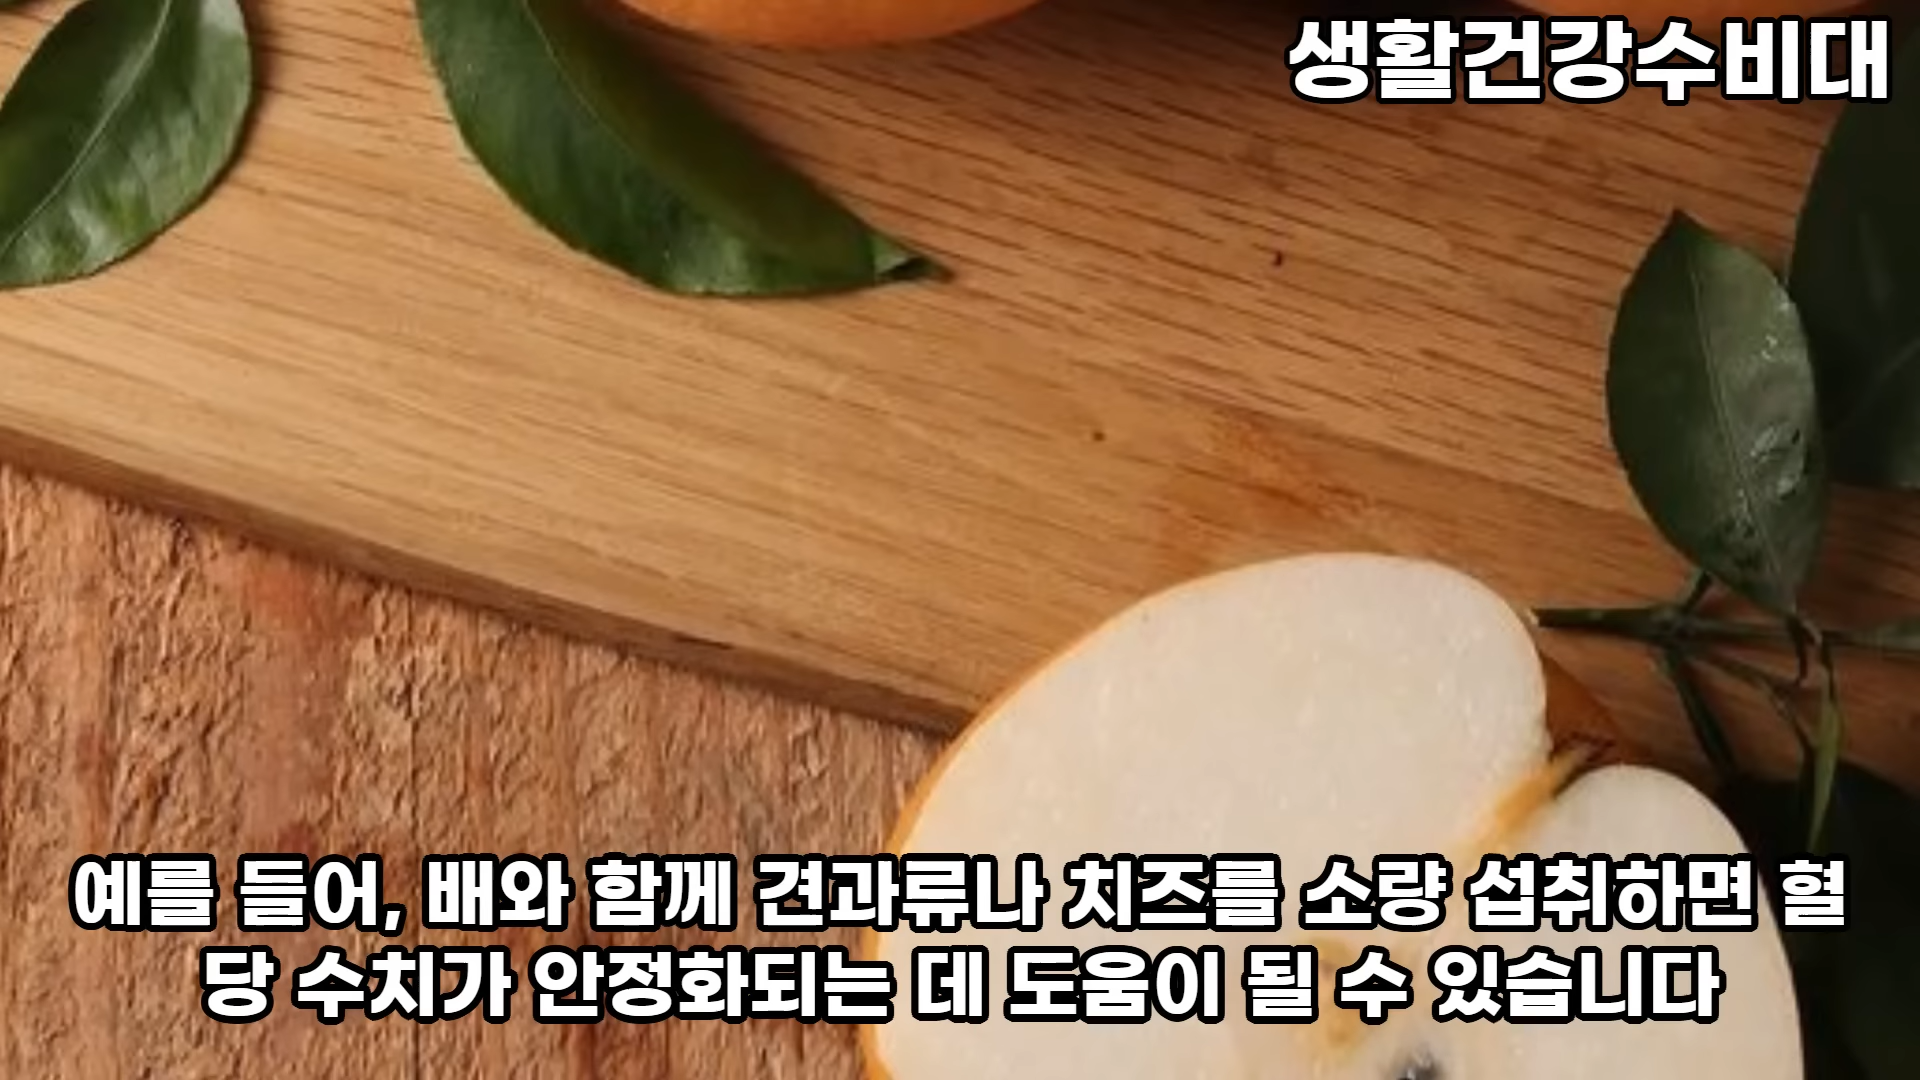 생활건강수비대
예를 들어, 배와 함께 견과류나 치즈를 소량 섭취하면 혈
당 수치가 안정화되는 데 도움이 될 수 있습니다